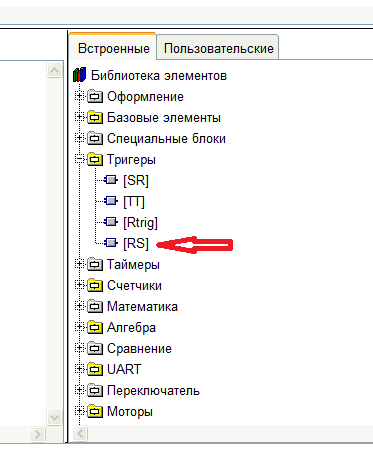 Встроенные Пользовательские
Библиотека элементов
Оформление
Базовые элементы
Специальные блоки
Тригеры
[SR]
[TT]
[Rtrig]
[RS]
Таймеры
Счетчики
Математика
Алгебра
Сравнение
UART
Переключатель
Моторы